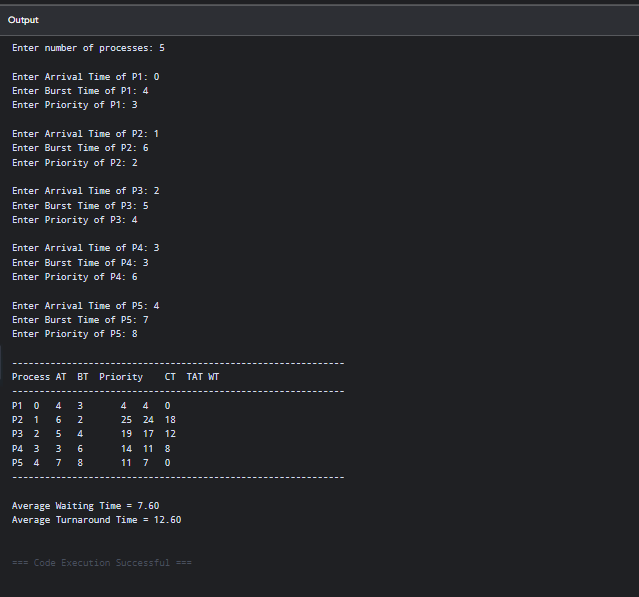 Output
Enter number of processes: 5
Enter Arrival Time of P1: 0
Enter Burst Time of P1: 4
Enter Priority of P1: 3
Enter Arrival Time of P2: 1
Enter Burst Time of P2: 6
Enter Priority of P2: 2
Enter Arrival Time of P3: 2
Enter Burst Time of P3: 5
Enter Priority of P3: 4
Enter Arrival Time of P4: 3
Enter Burst Time of P4: 3
Enter Priority of P4: 6
Enter Arrival Time of P5: 4
Enter Burst Time of P5: 7
Enter Priority of P5: 8
-------------------------------------------------------------
Process AT  BT  Priority    CT  TAT WT
-------------------------------------------------------------
P1  0   4   3       4   4   0
P2  1   6   2       25  24  18
P3  2   5   4       19  17  12
P4  3   3   6       14  11  8
P5  4   7   8       11  7   0
-------------------------------------------------------------
Average Waiting Time = 7.60
Average Turnaround Time = 12.60
=== Code Execution Successful ===